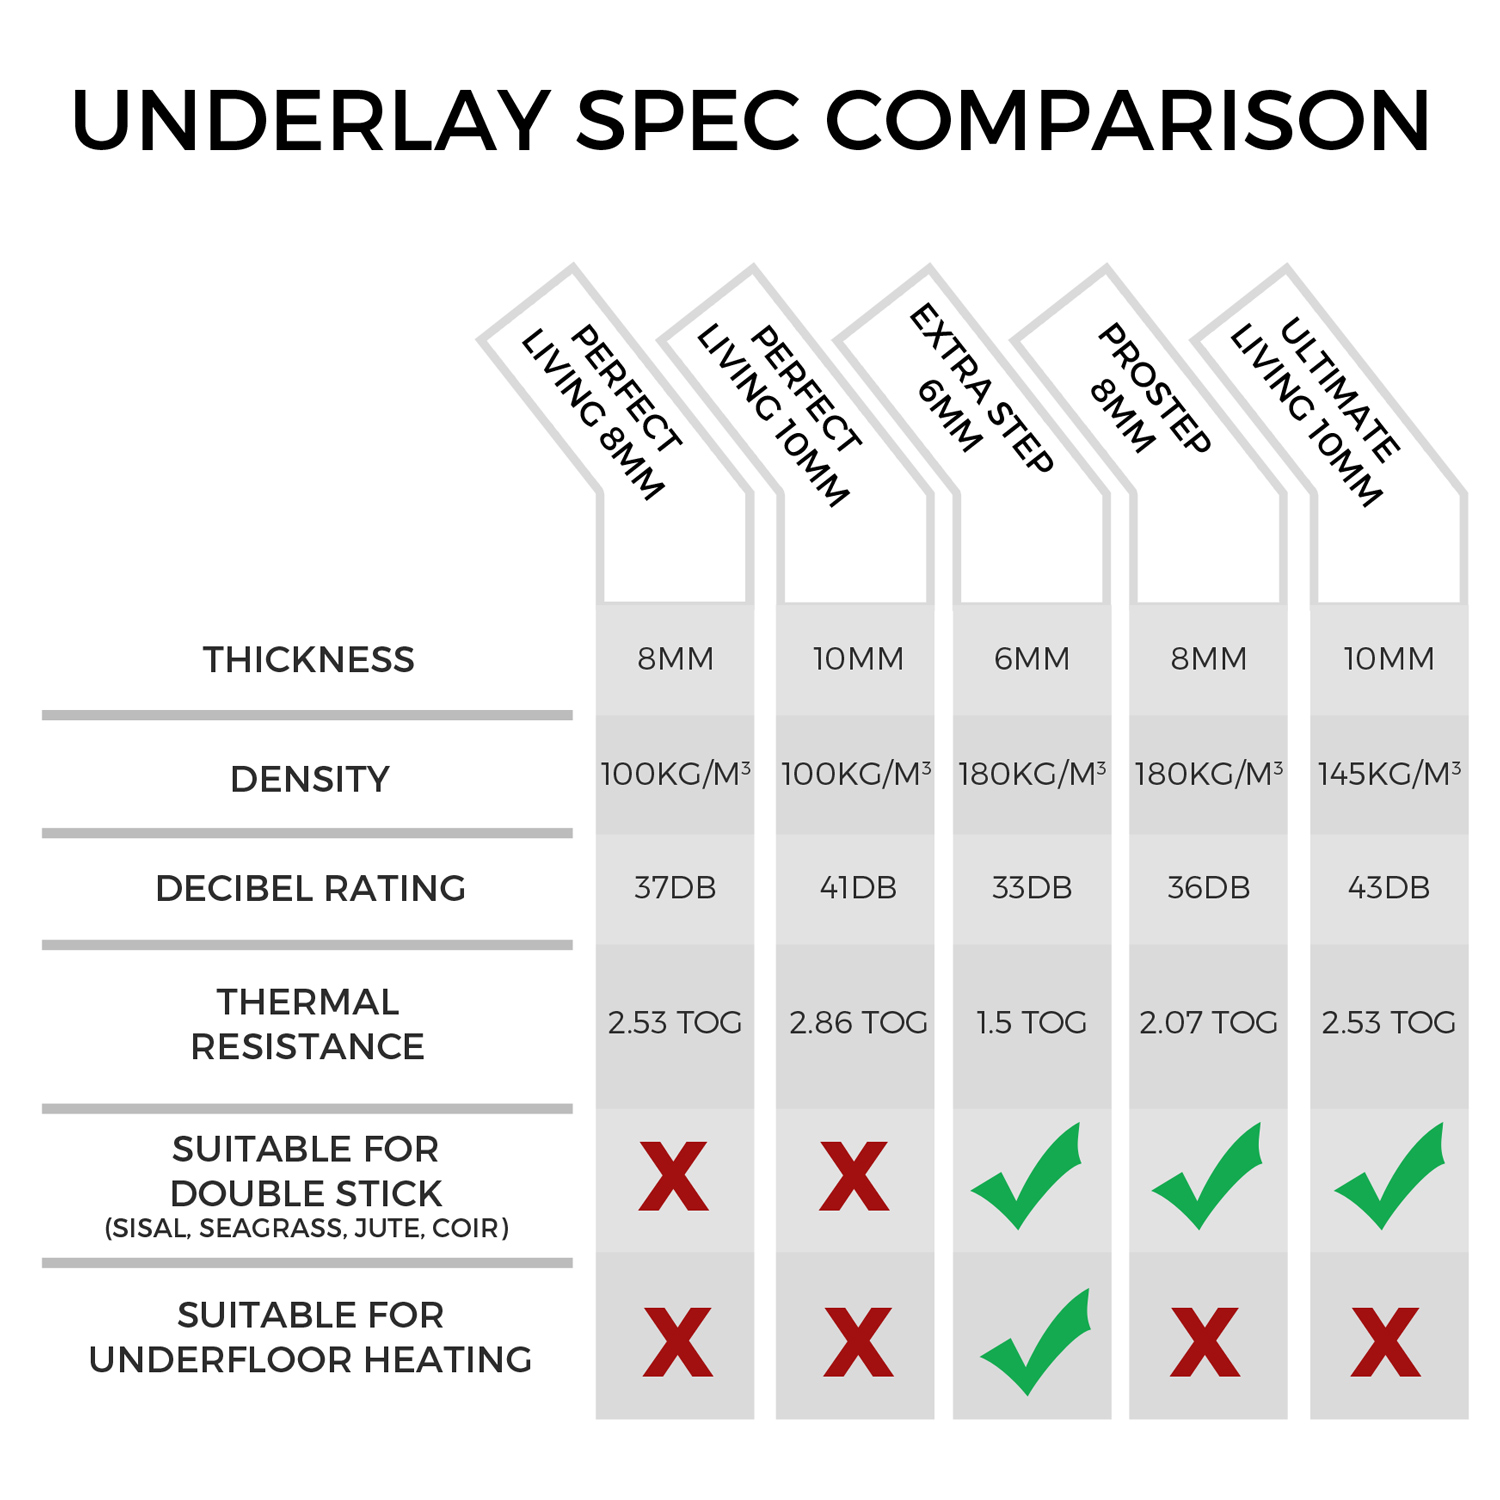 UNDERLAY SPEC COMPARISON
PERFECT
LIVING 8MM
PERFECT
LIVING 10MM
EXTRA STEP
6MM
PROSTEP
8MM
ULTIMATE
LIVING 10MM
THICKNESS
8MM
10MM
6MM
8MM
10MM
DENSITY
100KG/M³
100KG/M³
180KG/M³
180KG/M³
145KG/M³
DECIBEL RATING
37DB
41DB
33DB
36DB
43DB
THERMAL
RESISTANCE
2.53 TOG
2.86 TOG
1.5 TOG
2.07 TOG
2.53 TOG
SUITABLE FOR
DOUBLE STICK
(SISAL, SEAGRASS, JUTE, COIR)
X
X
SUITABLE FOR
UNDERFLOOR HEATING
X
X
X
X